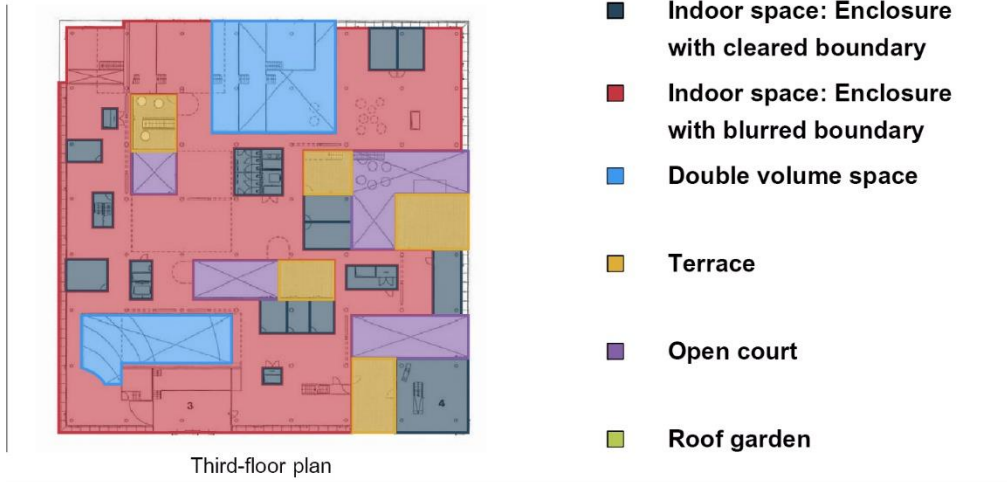 Indoor space: Enclosure
with cleared boundary
Indoor space: Enclosure
with blurred boundary
Double volume space
Terrace
Open court
Roof garden
3
4
Third-floor plan